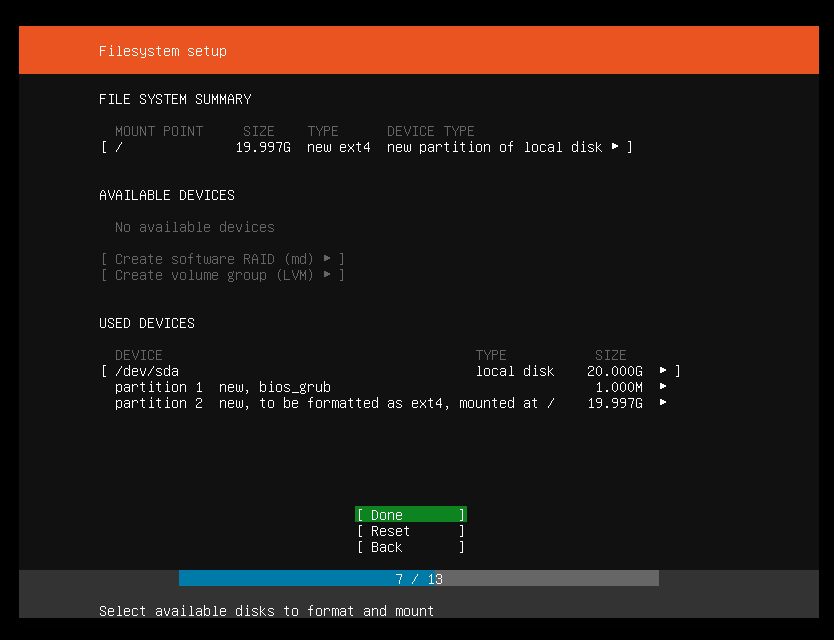 Filesystem setup
FILE SYSTEM SUMMARY
MOUNT POINT SIZE TYPE DEVICE TYPE
[ / 19.997G new ext4 new partition of local disk ▸ ]
AVAILABLE DEVICES
No available devices
[ Create software RAID (md) ▸ ]
[ Create volume group (LVM) ▸ ]
USED DEVICES
DEVICE TYPE SIZE
[ /dev/sda local disk 20.000G ▸ ]
partition 1 new, bios_grub 1.000M ▸
partition 2 new, to be formatted as ext4, mounted at / 19.997G ▸
[ Done ]
[ Reset ]
[ Back ]
7 / 13
Select available disks to format and mount